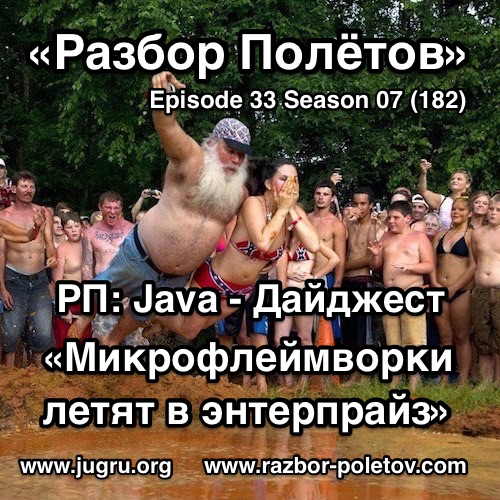 «Разбор Полётов»
Episode 33 Season 07 (182)
РП: Java - Дайджест
«Микрофлеймворки
летят в энтерпрайз»
www.jugru.org www.razbor-poletov.com